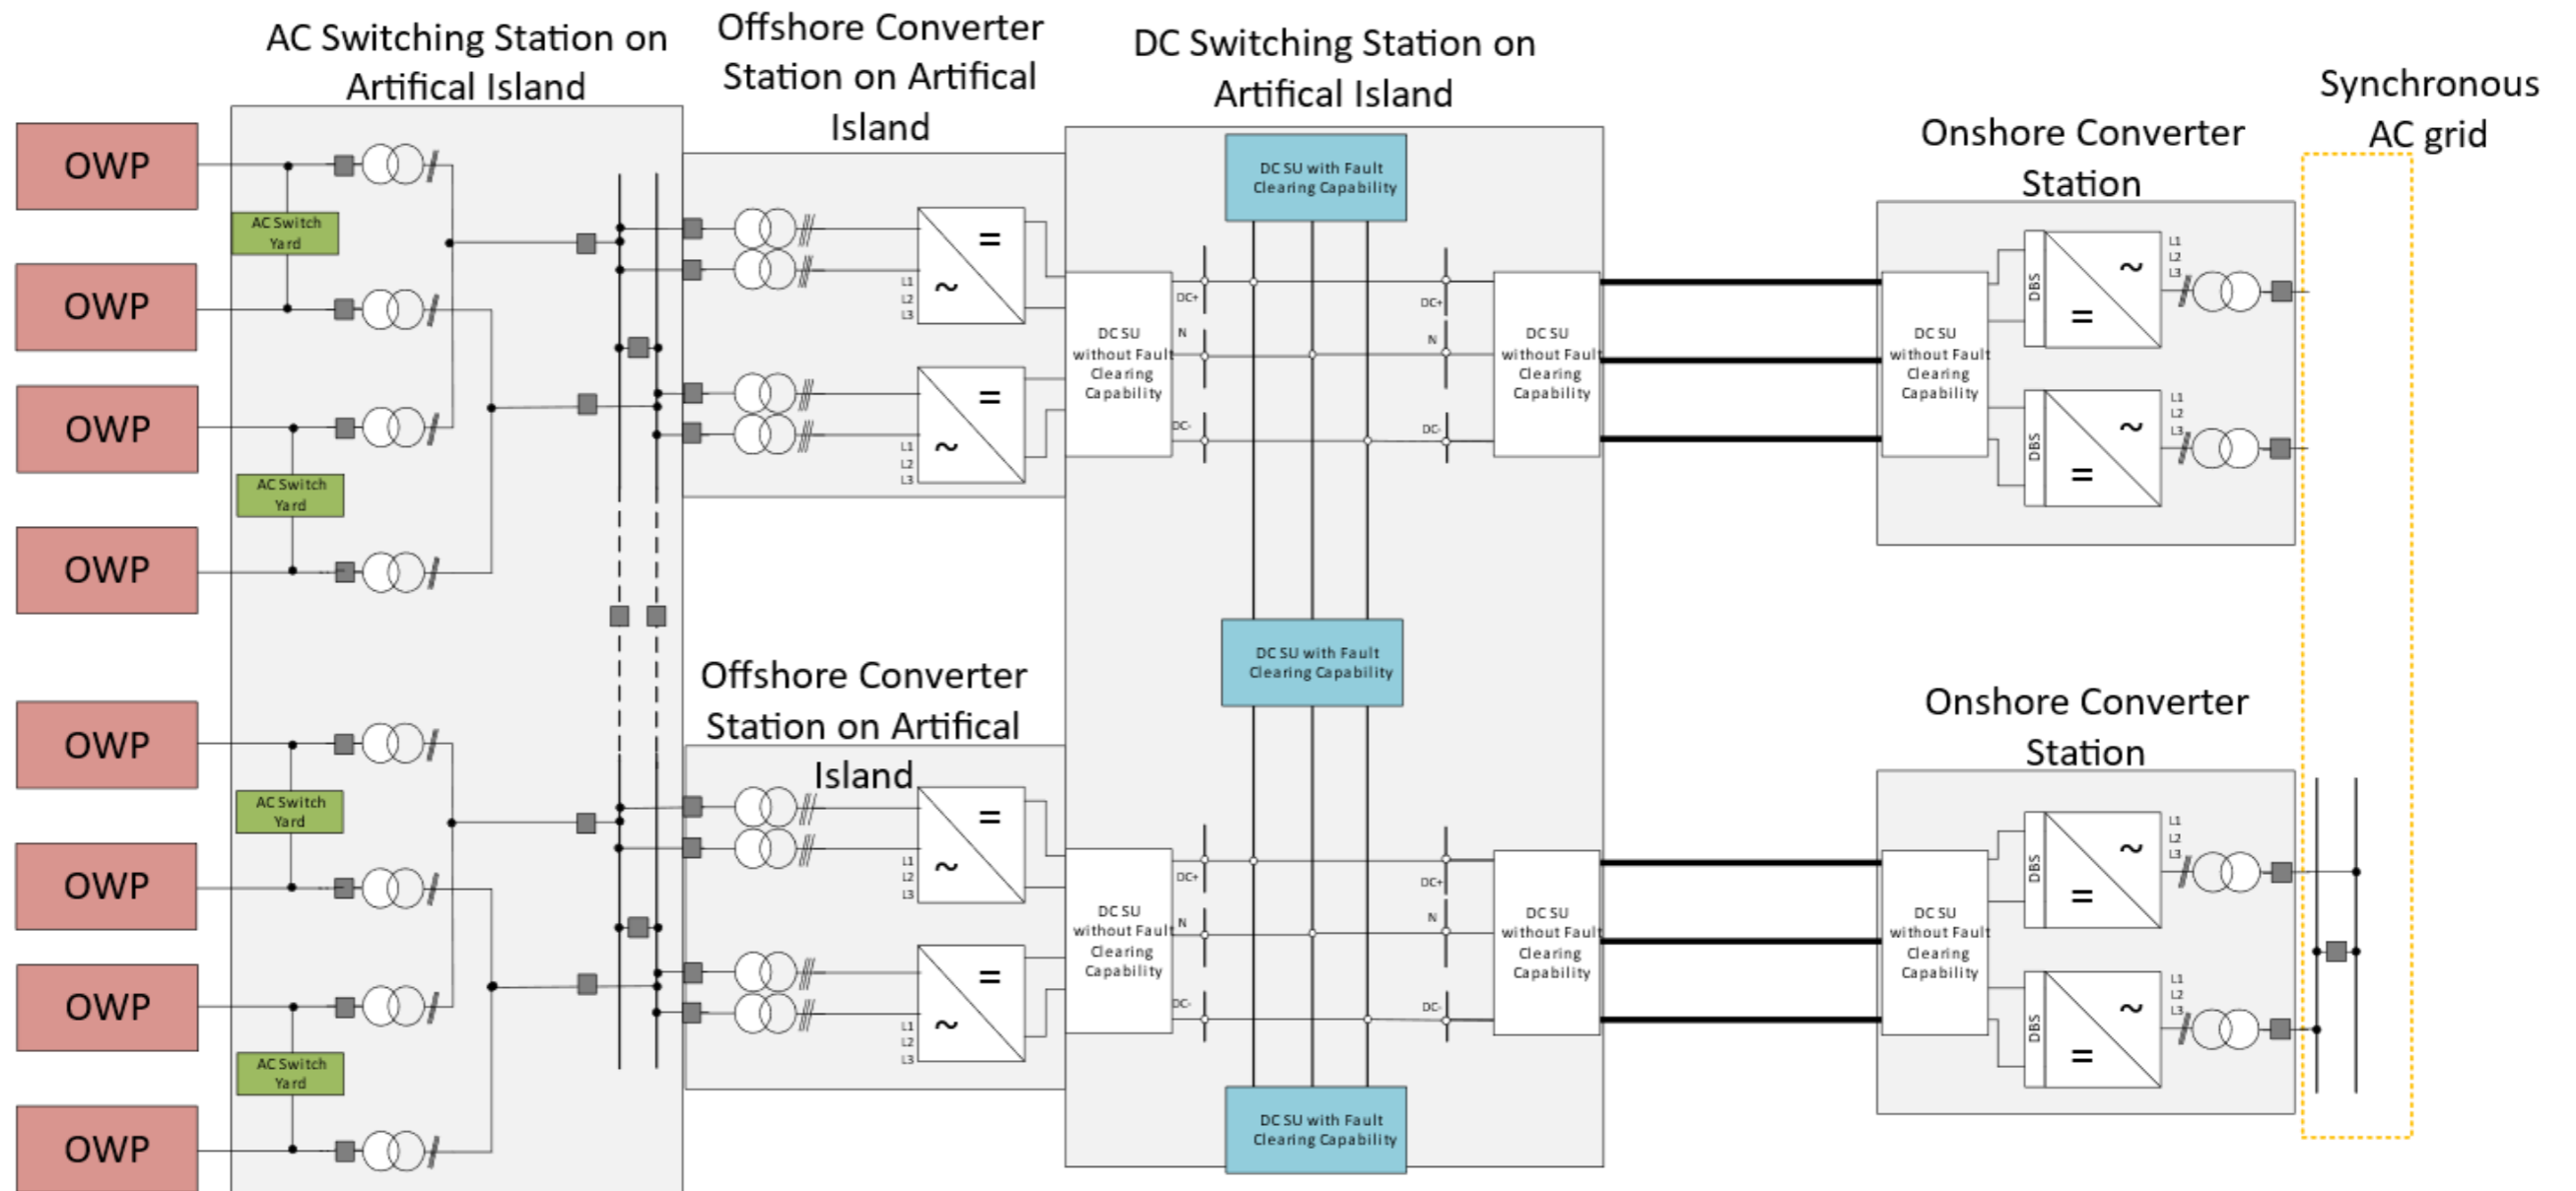 AC Switching Station on
Artifical Island
Offshore Converter
Station on Artifical
Island
DC Switching Station on
Artifical Island
Synchronous
AC grid
Onshore Converter
Station
OWP
OWP
OWP
OWP
AC Switch
Yard
AC Switch
Yard
L1
L2
L3
=
~
L1
L2
L3
=
~
DC SU
without Fault
Clearing
Capability
DC SU with Fault
Clearing Capability
DC+
N
DC-
DC+
N
DC-
DC SU
without Fault
Clearing
Capability
DC SU
without Fault
Clearing
Capability
DBS
~
=
L1
L2
L3
DBS
~
=
L1
L2
L3
DC SU with Fault
Clearing Capability
Offshore Converter
Station on Artifical
Island
Onshore Converter
Station
OWP
OWP
OWP
OWP
AC Switch
Yard
AC Switch
Yard
L1
L2
L3
=
~
L1
L2
L3
=
~
DC SU
without Fault
Clearing
Capability
DC+
N
DC-
DC+
N
DC-
DC SU
without Fault
Clearing
Capability
DC SU
without Fault
Clearing
Capability
DBS
~
=
L1
L2
L3
DBS
~
=
L1
L2
L3
DC SU with Fault
Clearing Capability